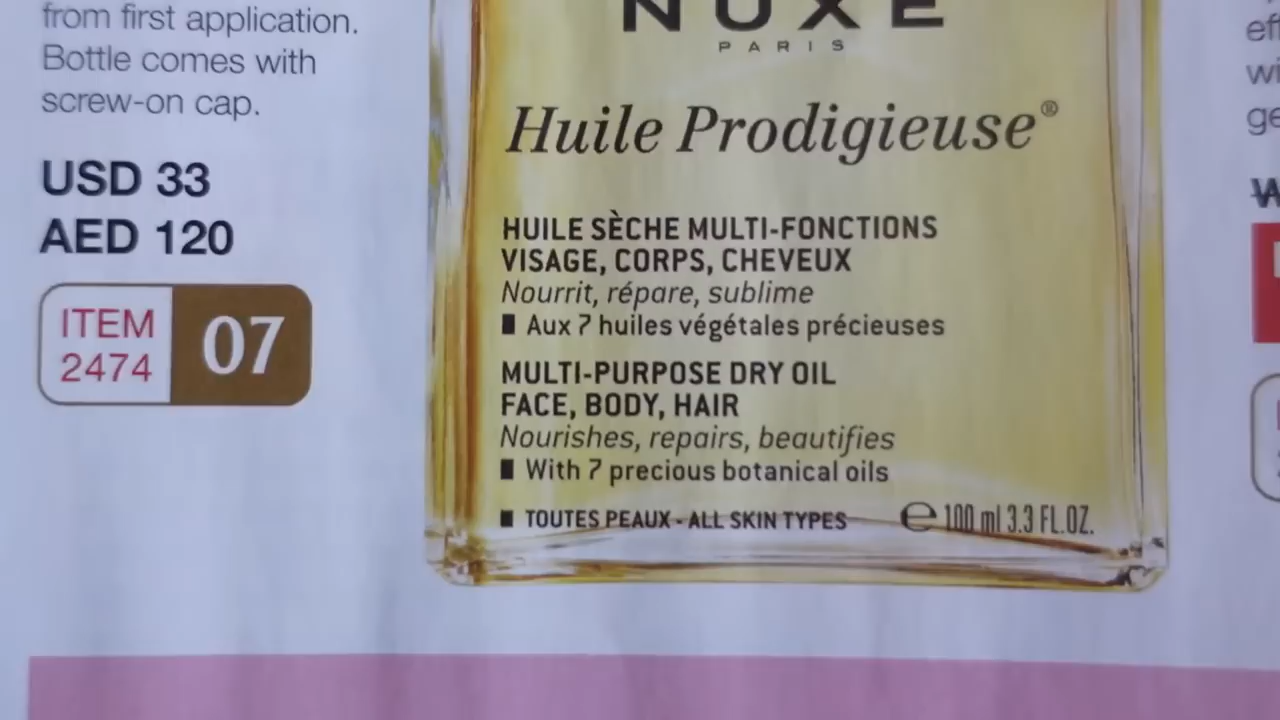 from first application.
Bottle comes with
screw-on cap.
USD 33
AED 120
ITEM
2474
07
NUXE
PARIS
Huile Prodigieuse®
HUILE SÈCHE MULTI-FONCTIONS
VISAGE, CORPS, CHEVEUX
Nourrit, répare, sublime
Aux 7 huiles végétales précieuses
MULTI-PURPOSE DRY OIL
FACE, BODY, HAIR
Nourishes, repairs, beautifies
With 7 precious botanical oils
TOUTES PEAUX - ALL SKIN TYPES
℮ 100 ml 3.3 FL.OZ.